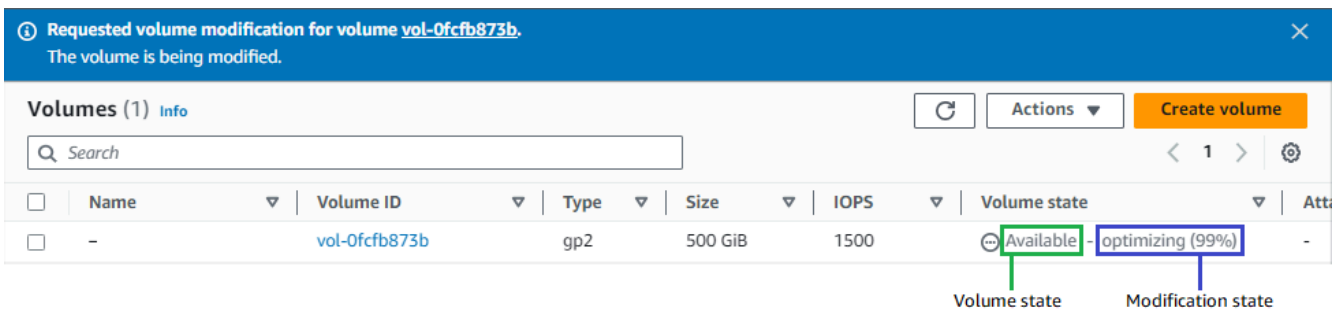 Requested volume modification for volume vol-0fcfb873b.
The volume is being modified.
Volumes (1) Info
Actions
Create volume
Search
1
Name Volume ID Type Size IOPS Volume state Atta
– vol-0fcfb873b gp2 500 GiB 1500 Available - optimizing (99%) -
Volume state Modification state